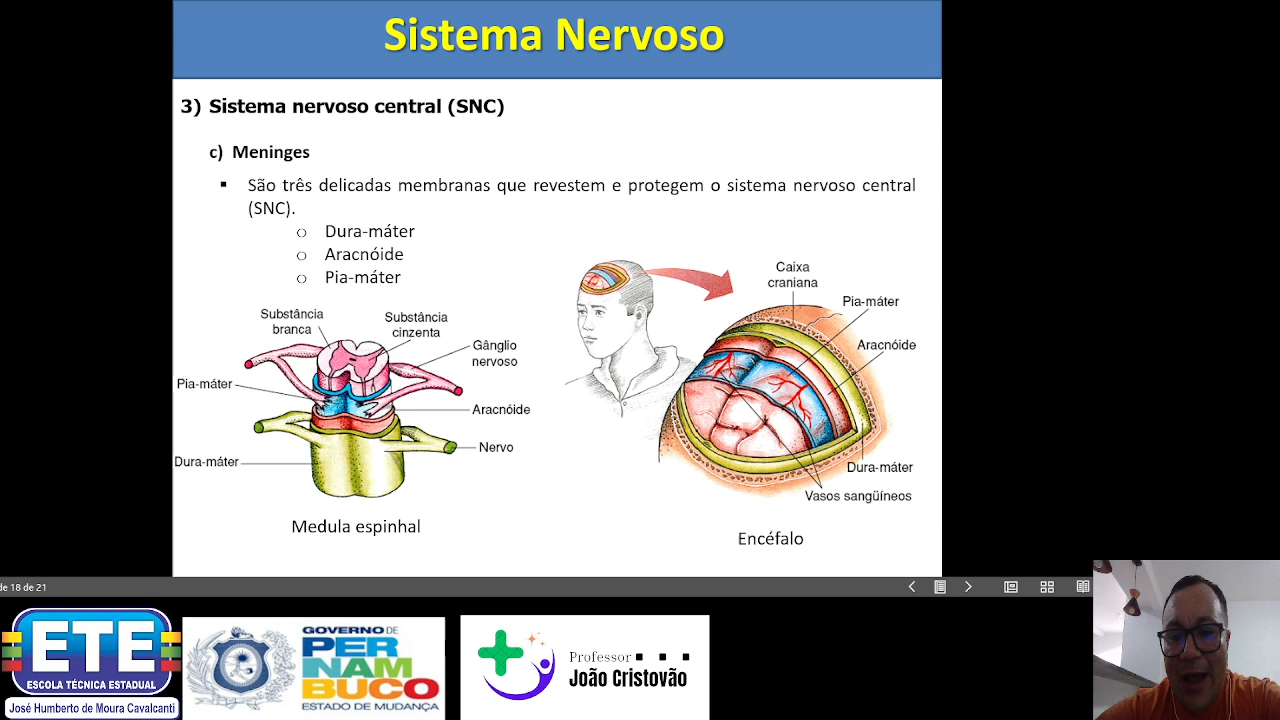 Sistema Nervoso
3) Sistema nervoso central (SNC)
c) Meninges
▪ São três delicadas membranas que revestem e protegem o sistema nervoso central
(SNC).
o Dura-máter
o Aracnóide
o Pia-máter
Substância
branca
Substância
cinzenta
Gânglio
nervoso
Pia-máter
Aracnóide
Nervo
Dura-máter
Medula espinhal
Caixa
craniana
Pia-máter
Aracnóide
Dura-máter
Vasos sangüíneos
Encéfalo
de 18 de 21
ETE
ESCOLA TÉCNICA ESTADUAL
José Humberto de Moura Cavalcanti
GOVERNO DE
PER
NAM
BUCO
ESTADO DE MUDANÇA
Professor
João Cristovão